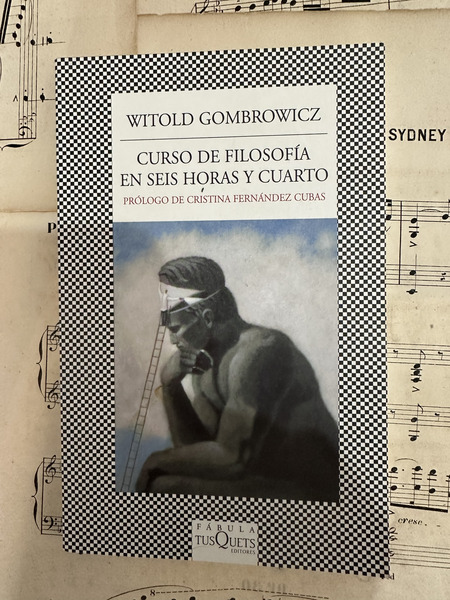 WITOLD GOMBROWICZ
CURSO DE FILOSOFÍA
EN SEIS HORAS Y CUARTO
PRÓLOGO DE CRISTINA FERNÁNDEZ CUBAS
FÁBULA
TUSQUETS
EDITORES
SYDNEY
cresc.
8